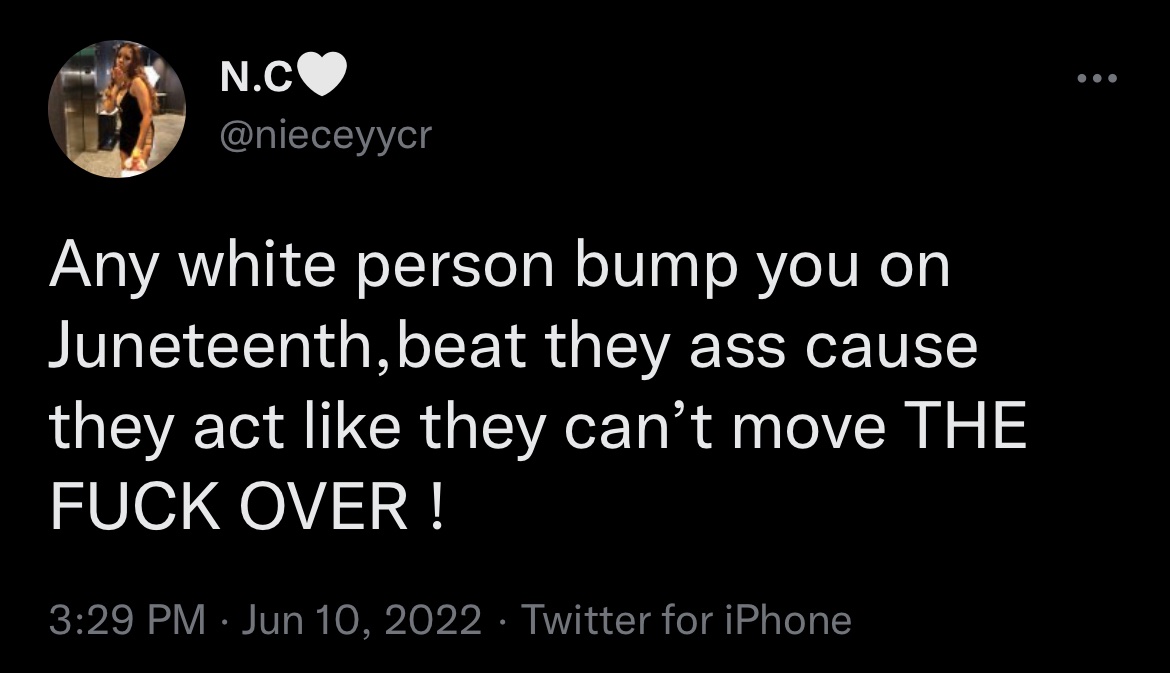 N.C🤍
@nieceyycr
Any white person bump you on
Juneteenth,beat they ass cause
they act like they can’t move THE
FUCK OVER !
3:29 PM · Jun 10, 2022 · Twitter for iPhone